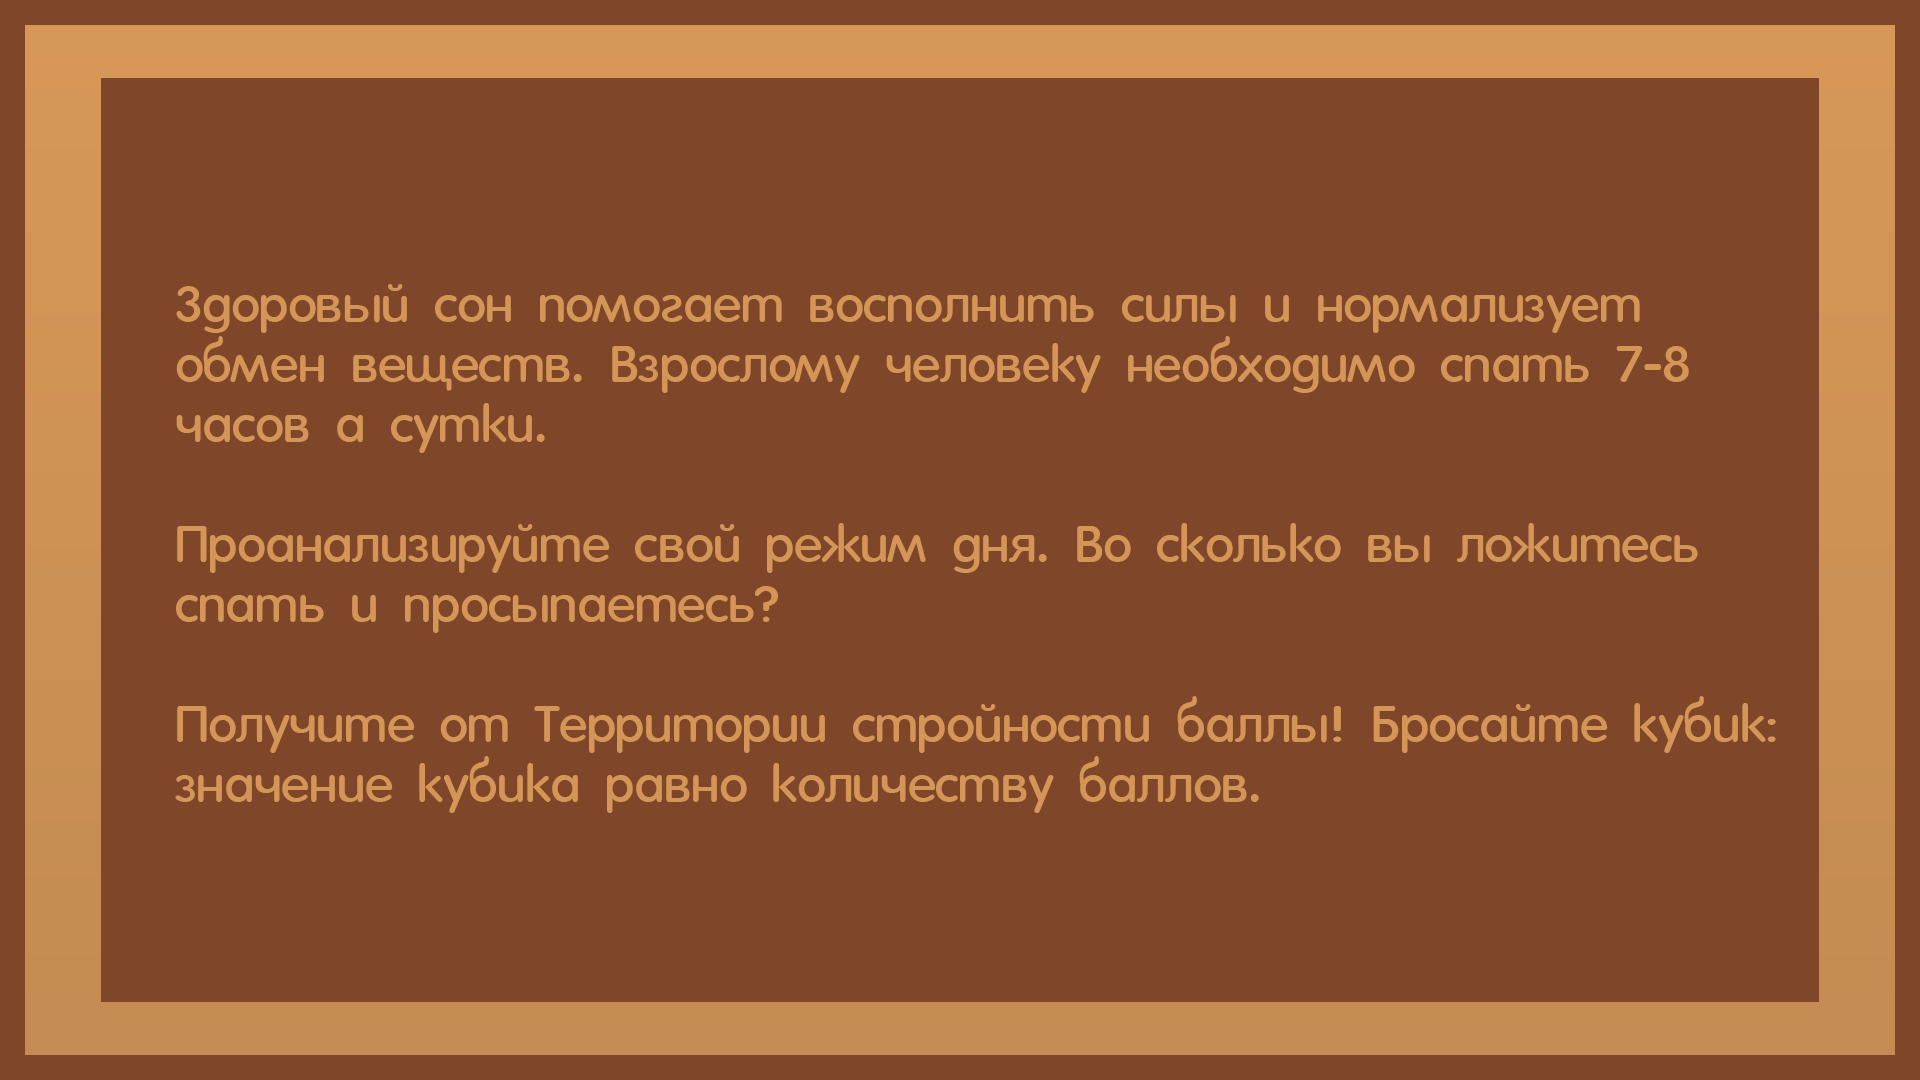 Здоровый сон помогает восполнить силы и нормализует
обмен веществ. Взрослому человеку необходимо спать 7-8
часов а сутки.
Проанализируйте свой режим дня. Во сколько вы ложитесь
спать и просыпаетесь?
Получите от Территории стройности баллы! Бросайте кубик:
значение кубика равно количеству баллов.